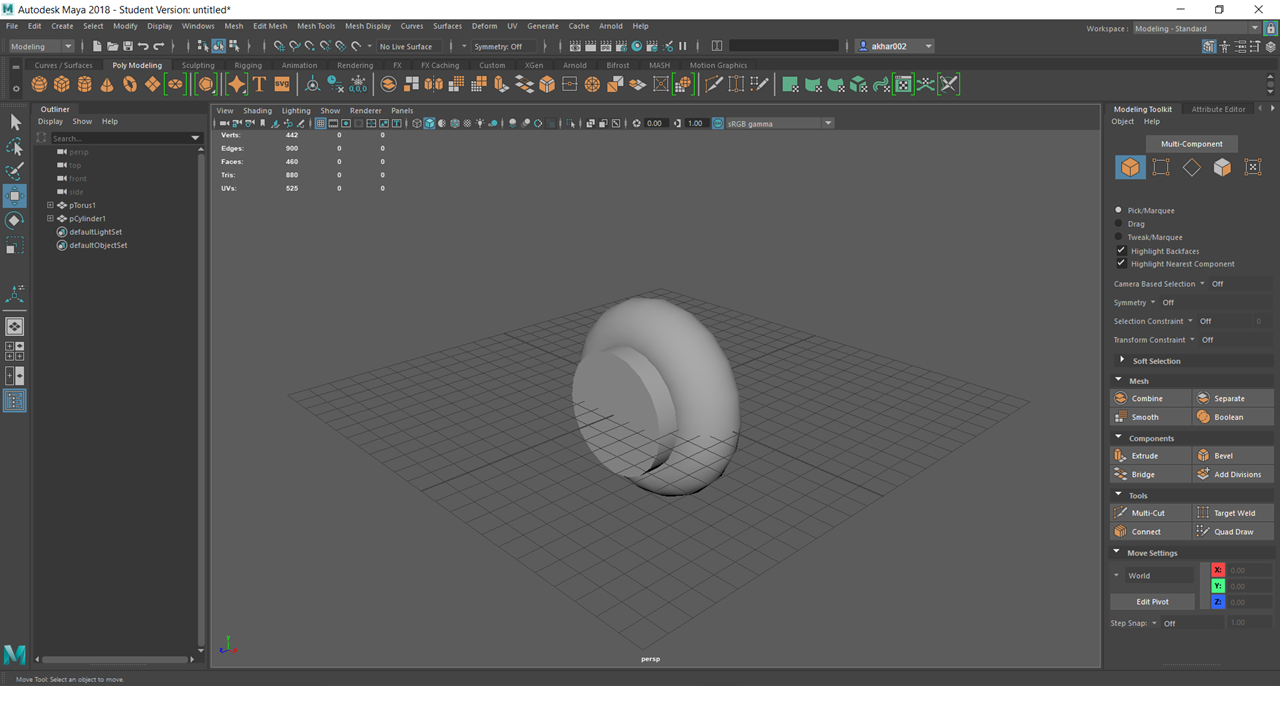 Autodesk Maya 2018 - Student Version: untitled*
File Edit Create Select Modify Display Windows Mesh Edit Mesh Mesh Tools Mesh Display Curves Surfaces Deform UV Generate Cache Arnold Help
Workspace : Modeling - Standard
Modeling No Live Surface Symmetry: Off akhar002
Curves / Surfaces Poly Modeling Sculpting Rigging Animation Rendering FX FX Caching Custom XGen Arnold Bifrost MASH Motion Graphics
T SVG 0,0,0
Outliner
Display Show Help
Search...
persp
top
front
side
pTorus1
pCylinder1
defaultLightSet
defaultObjectSet
View Shading Lighting Show Renderer Panels
0.00 1.00 sRGB gamma
Verts: 442 0 0
Edges: 900 0 0
Faces: 460 0 0
Tris: 880 0 0
UVs: 525 0 0
y
persp
Modeling Toolkit Attribute Editor
Object Help
Multi-Component
Pick/Marquee
Drag
Tweak/Marquee
Highlight Backfaces
Highlight Nearest Component
Camera Based Selection Off
Symmetry Off
Selection Constraint Off 0
Transform Constraint Off
Soft Selection
Mesh
Combine Separate
Smooth Boolean
Components
Extrude Bevel
Bridge Add Divisions
Tools
Multi-Cut Target Weld
Connect Quad Draw
Move Settings
World
X: 0.00
Y: 0.00
Z: 0.00
Edit Pivot
Step Snap: Off 1.00
Move Tool: Select an object to move.